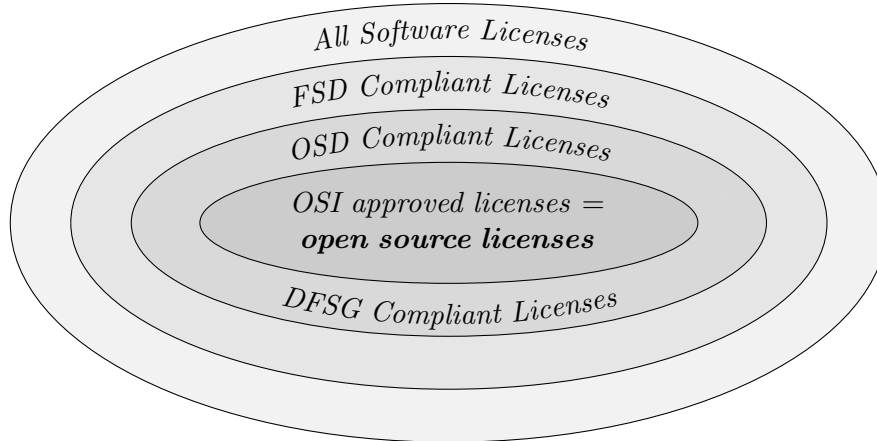 All Software Licenses
FSD Compliant Licenses
OSD Compliant Licenses
OSI approved licenses =
open source licenses
DFSG Compliant Licenses